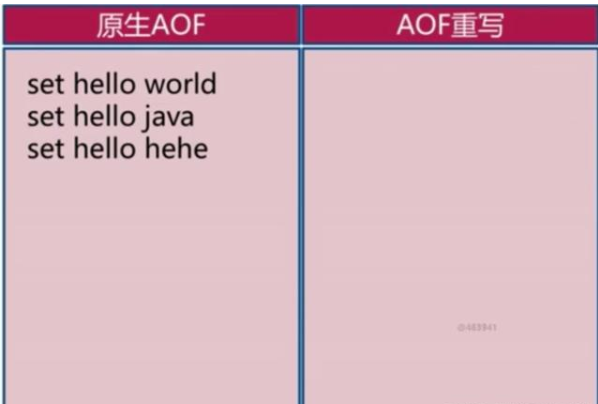 原生AOF
AOF重写
set hello world
set hello java
set hello hehe
@483941